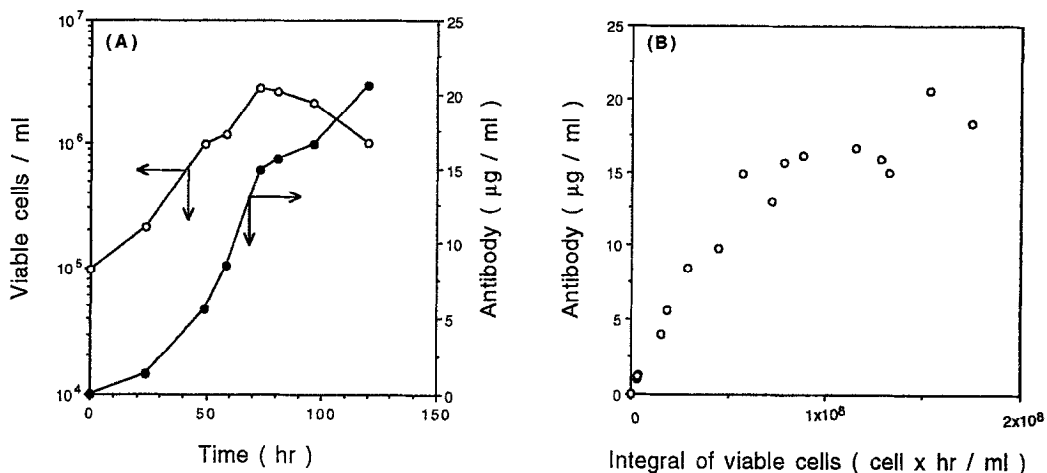 (A)
Viable cells / ml
10^7
10^6
10^5
10^4
25
20
15
10
5
0
Antibody ( µg / ml )
0
50
100
150
Time ( hr )
(B)
Antibody ( µg / ml )
25
20
15
10
5
0
0
1x10^8
2x10^8
Integral of viable cells ( cell x hr / ml )